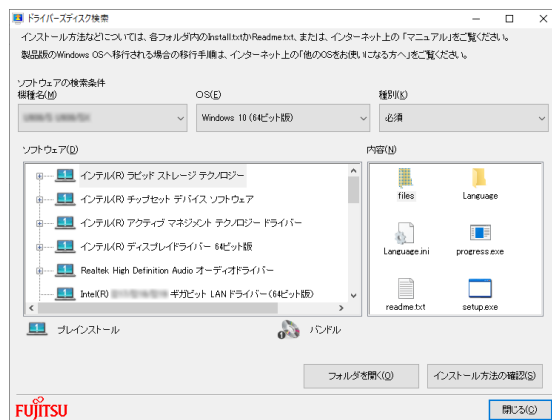 ドライバーズディスク検索
インストール方法などについては、各フォルダ内のInstall.txtかReadme.txt、または、インターネット上の「マニュアル」をご覧ください。
製品版のWindows OSへ移行される場合の移行手順は、インターネット上の「他のOSをお使いになる方へ」をご覧ください。
ソフトウェアの検索条件
機種名(M) OS(E) 種別(K)
Windows 10 (64ビット版) 必須
ソフトウェア(D) 内容(N)
インテル(R) ラピッド ストレージ テクノロジー
インテル(R) チップセット デバイス ソフトウェア
インテル(R) アクティブ マネジメント テクノロジー ドライバー
インテル(R) ディスプレイドライバー 64ビット版
Realtek High Definition Audio オーディオドライバー
Intel(R) ギガビット LANドライバー(64ビット版)
files Language
Language.ini progress.exe
readme.txt setup.exe
プレインストール バンドル
フォルダを開く(O) インストール方法の確認(S)
FUJITSU 閉じる(C)